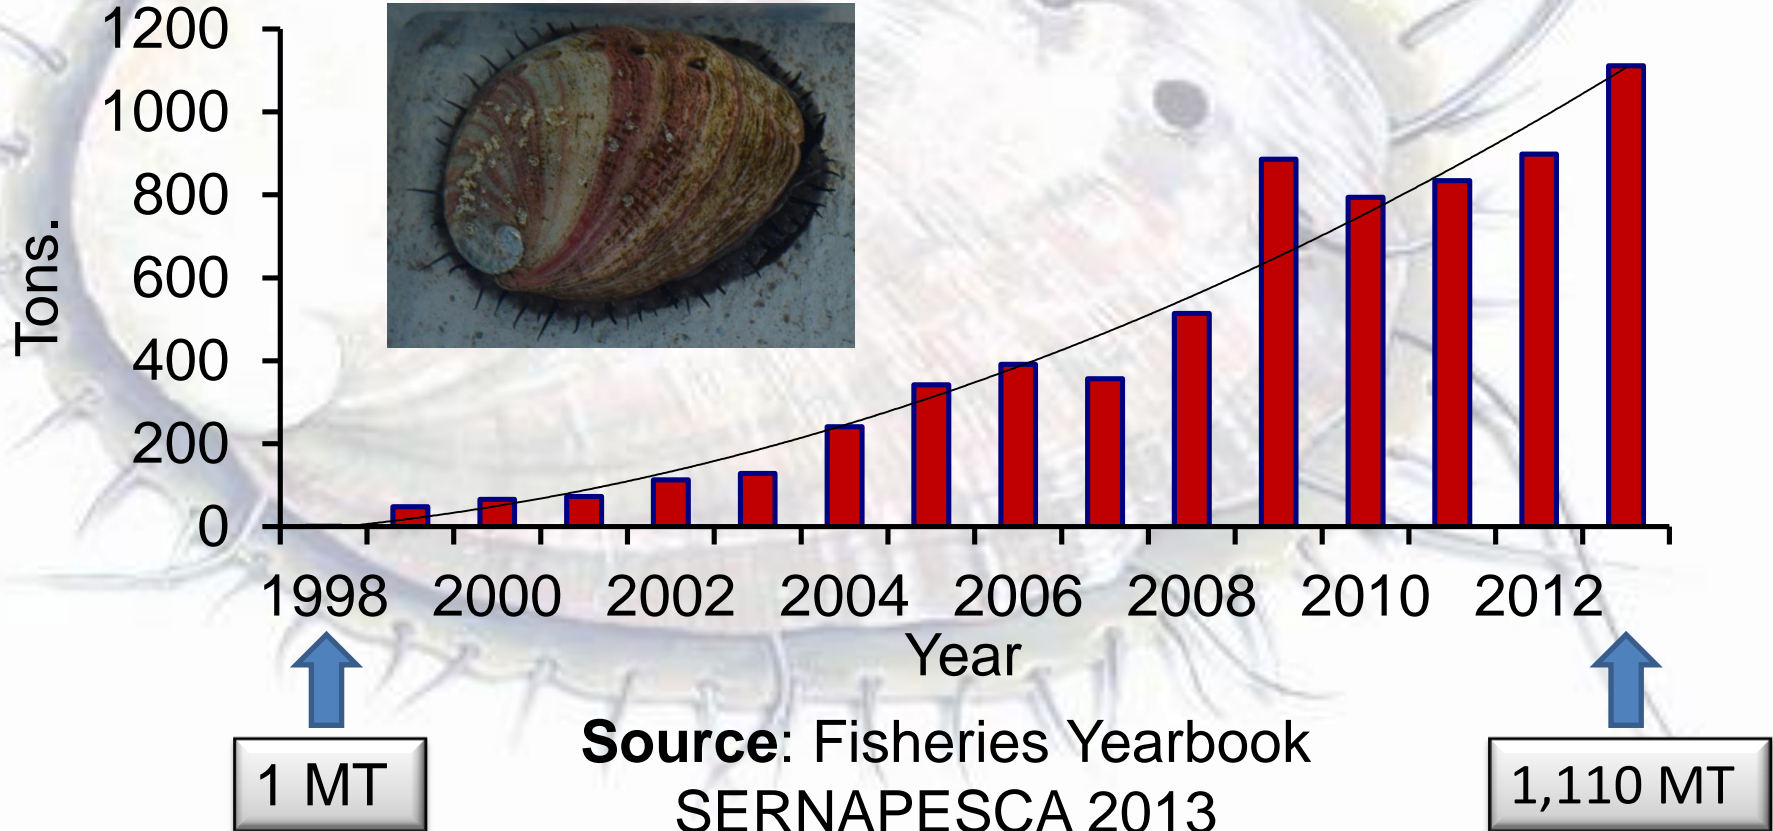 1200
1000
800
600
400
200
0
Tons.
1998 2000 2002 2004 2006 2008 2010 2012
Year
1 MT
Source: Fisheries Yearbook
SERNAPESCA 2013
1,110 MT